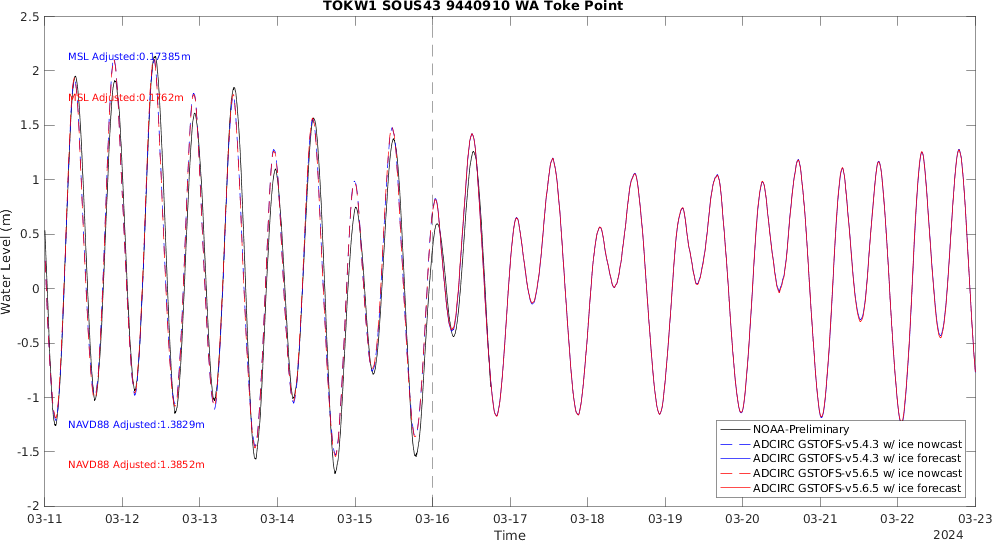 TOKW1 SOUS43 9440910 WA Toke Point
2.5
2
1.5
1
0.5
0
-0.5
-1
-1.5
-2
Water Level (m)
MSL Adjusted:0.17385m
MSL Adjusted:0.1762m
NAVD88 Adjusted:1.3829m
NAVD88 Adjusted:1.3852m
NOAA-Preliminary
ADCIRC GSTOFS-v5.4.3 w/ ice nowcast
ADCIRC GSTOFS-v5.4.3 w/ ice forecast
ADCIRC GSTOFS-v5.6.5 w/ ice nowcast
ADCIRC GSTOFS-v5.6.5 w/ ice forecast
03-11 03-12 03-13 03-14 03-15 03-16 03-17 03-18 03-19 03-20 03-21 03-22 03-23
Time
2024